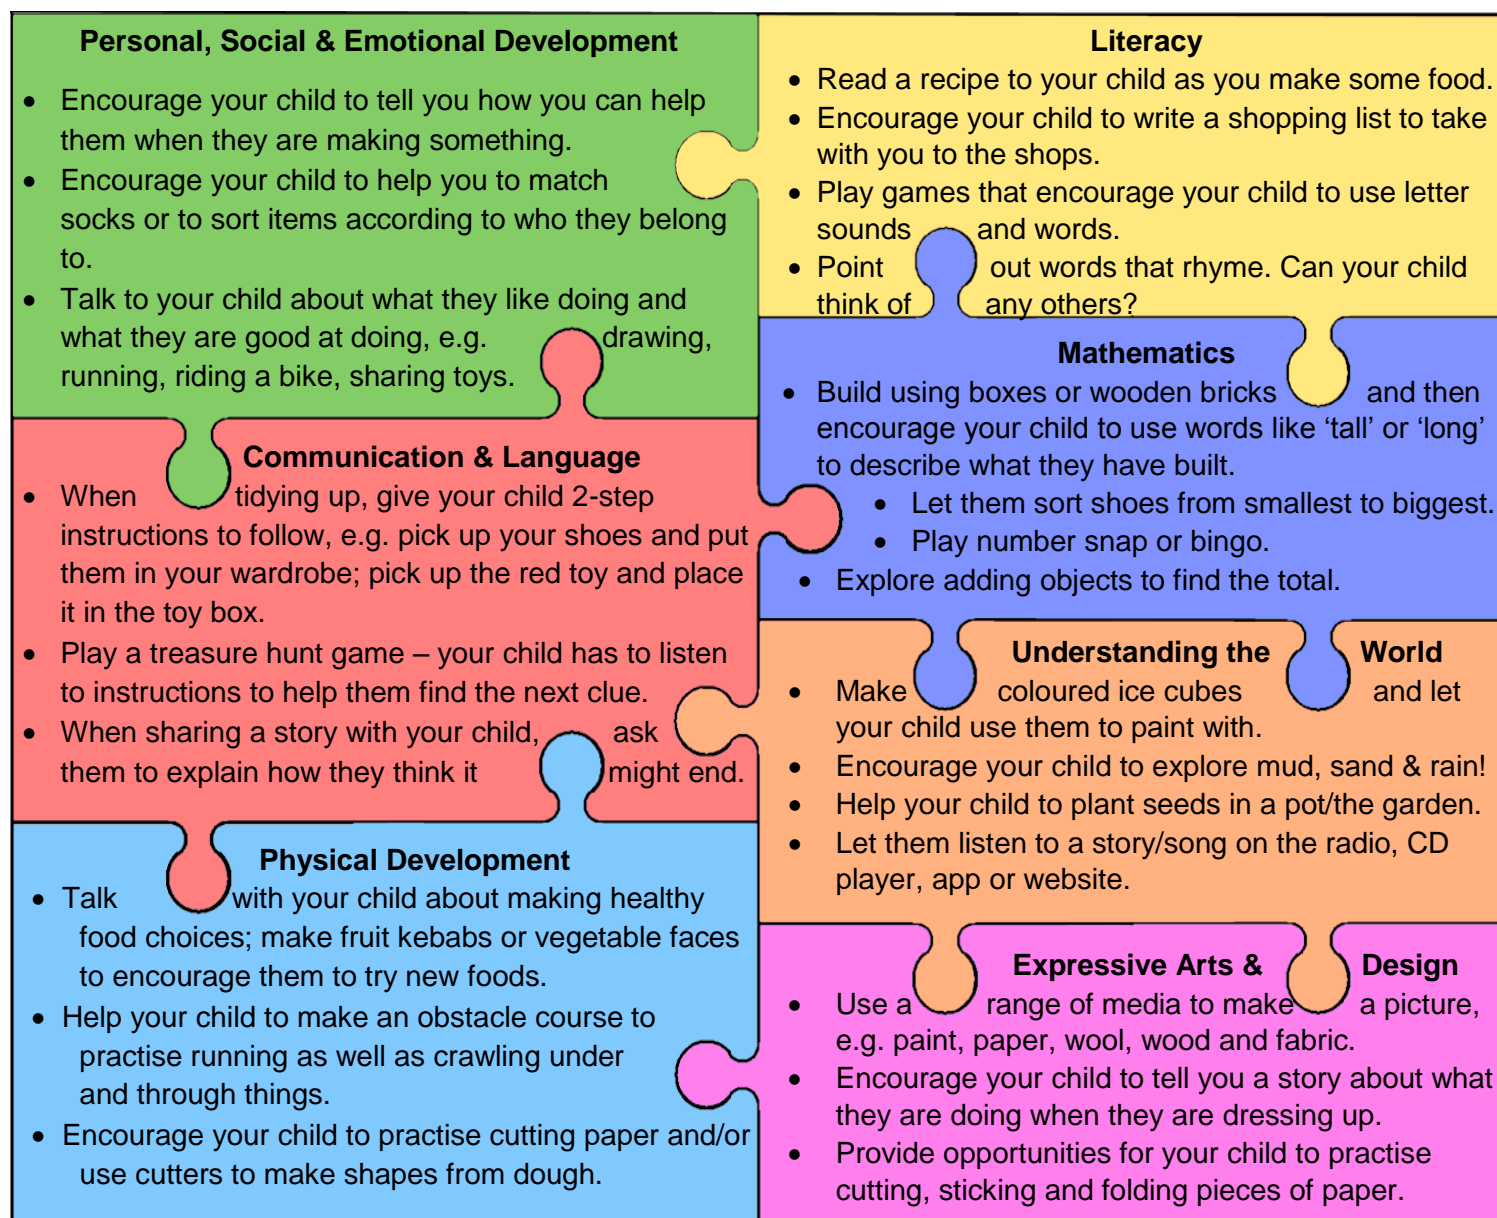 Personal, Social & Emotional Development
• Encourage your child to tell you how you can help
them when they are making something.
• Encourage your child to help you to match
socks or to sort items according to who they belong
to.
• Talk to your child about what they like doing and
what they are good at doing, e.g. drawing,
running, riding a bike, sharing toys.
Communication & Language
• When tidying up, give your child 2-step
instructions to follow, e.g. pick up your shoes and put
them in your wardrobe; pick up the red toy and place
it in the toy box.
• Play a treasure hunt game – your child has to listen
to instructions to help them find the next clue.
• When sharing a story with your child, ask
them to explain how they think it might end.
Physical Development
• Talk with your child about making healthy
food choices; make fruit kebabs or vegetable faces
to encourage them to try new foods.
• Help your child to make an obstacle course to
practise running as well as crawling under
and through things.
• Encourage your child to practise cutting paper and/or
use cutters to make shapes from dough.
Literacy
• Read a recipe to your child as you make some food.
• Encourage your child to write a shopping list to take
with you to the shops.
• Play games that encourage your child to use letter
sounds and words.
• Point out words that rhyme. Can your child
think of any others?
Mathematics
• Build using boxes or wooden bricks and then
encourage your child to use words like ‘tall’ or ‘long’
to describe what they have built.
• Let them sort shoes from smallest to biggest.
• Play number snap or bingo.
• Explore adding objects to find the total.
Understanding the World
• Make coloured ice cubes and let
your child use them to paint with.
• Encourage your child to explore mud, sand & rain!
• Help your child to plant seeds in a pot/the garden.
• Let them listen to a story/song on the radio, CD
player, app or website.
Expressive Arts & Design
• Use a range of media to make a picture,
e.g. paint, paper, wool, wood and fabric.
• Encourage your child to tell you a story about what
they are doing when they are dressing up.
• Provide opportunities for your child to practise
cutting, sticking and folding pieces of paper.